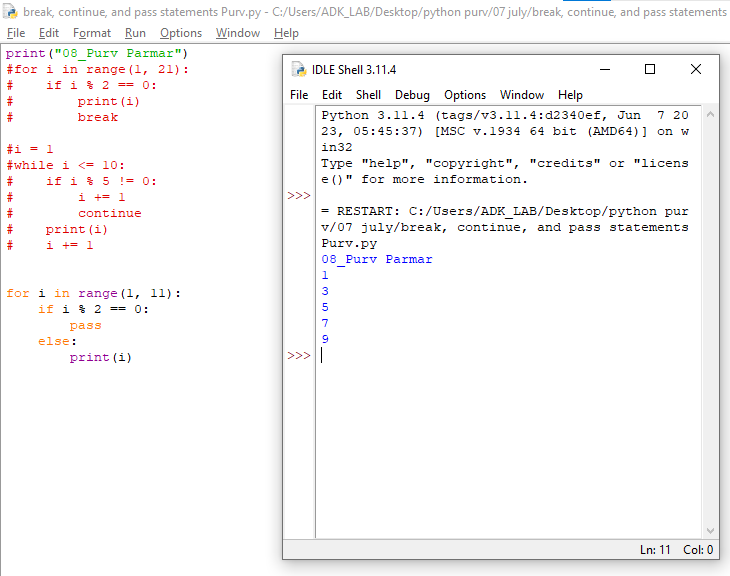 break, continue, and pass statements Purv.py - C:/Users/ADK_LAB/Desktop/python purv/07 july/break, continue, and pass statements
File Edit Format Run Options Window Help
print("08_Purv Parmar")
#for i in range(1, 21):
#    if i % 2 == 0:
#        print(i)
#        break
#i = 1
#while i <= 10:
#    if i % 5 != 0:
#        i += 1
#        continue
#    print(i)
#    i += 1
for i in range(1, 11):
    if i % 2 == 0:
        pass
    else:
        print(i)
IDLE Shell 3.11.4
File Edit Shell Debug Options Window Help
Python 3.11.4 (tags/v3.11.4:d2340ef, Jun  7 20
23, 05:45:37) [MSC v.1934 64 bit (AMD64)] on w
in32
Type "help", "copyright", "credits" or "licens
e()" for more information.
>>>
= RESTART: C:/Users/ADK_LAB/Desktop/python pur
v/07 july/break, continue, and pass statements
Purv.py
08_Purv Parmar
1
3
5
7
9
>>>
Ln: 11 Col: 0